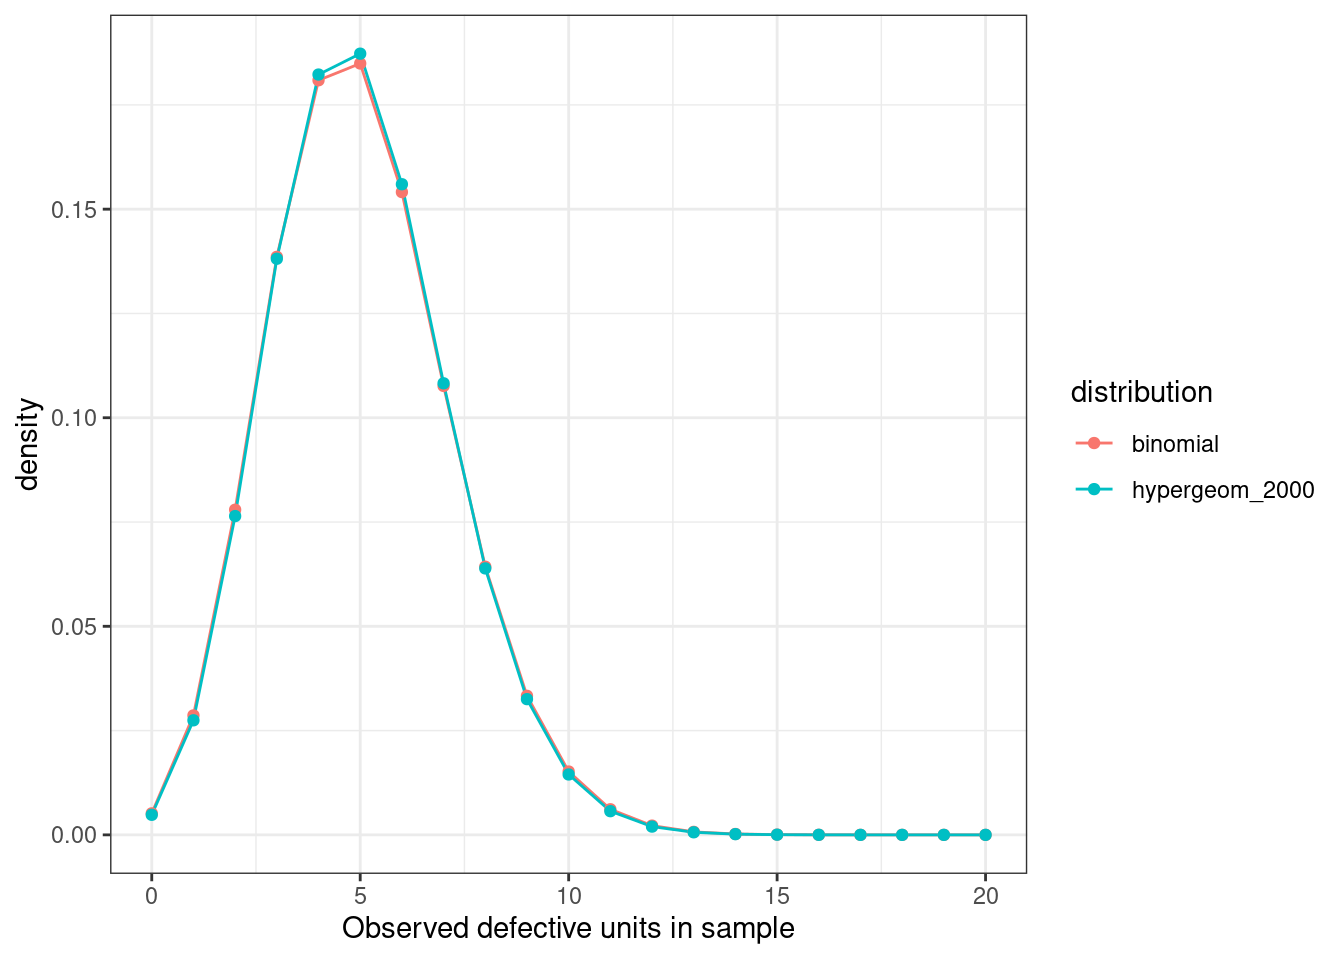 density
0.15
0.10
0.05
0.00
0 5 10 15 20
Observed defective units in sample
distribution
binomial
hypergeom_2000